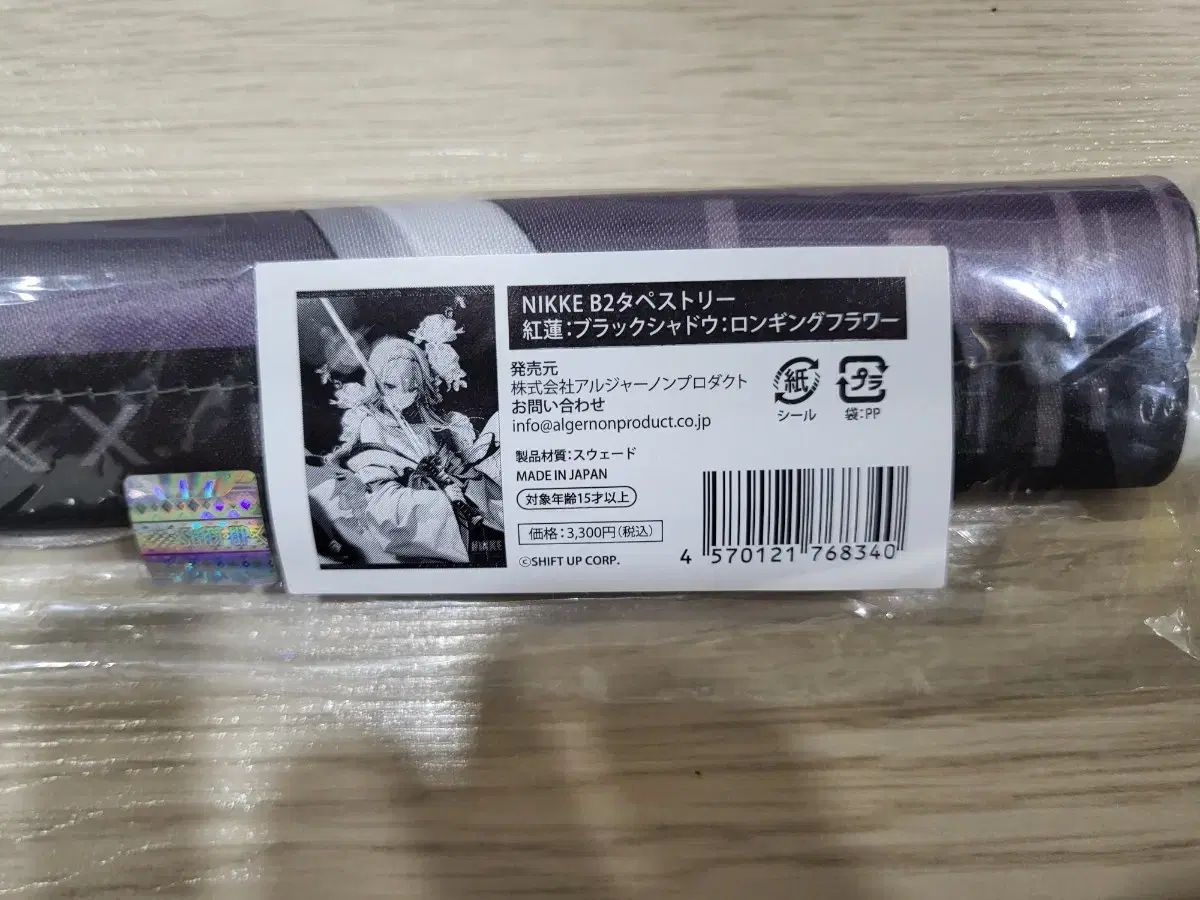 NIKKE B2タペストリー
紅蓮：ブラックシャドウ：ロンギングフラワー
発売元
株式会社アルジャーノンプロダクト
お問い合わせ
info@algernonproduct.co.jp
紙
シール
プラ
袋：PP
製品材質：スウェード
MADE IN JAPAN
対象年齢15才以上
価格：3,300円（税込）
©SHIFT UP CORP.
4 570121 768340